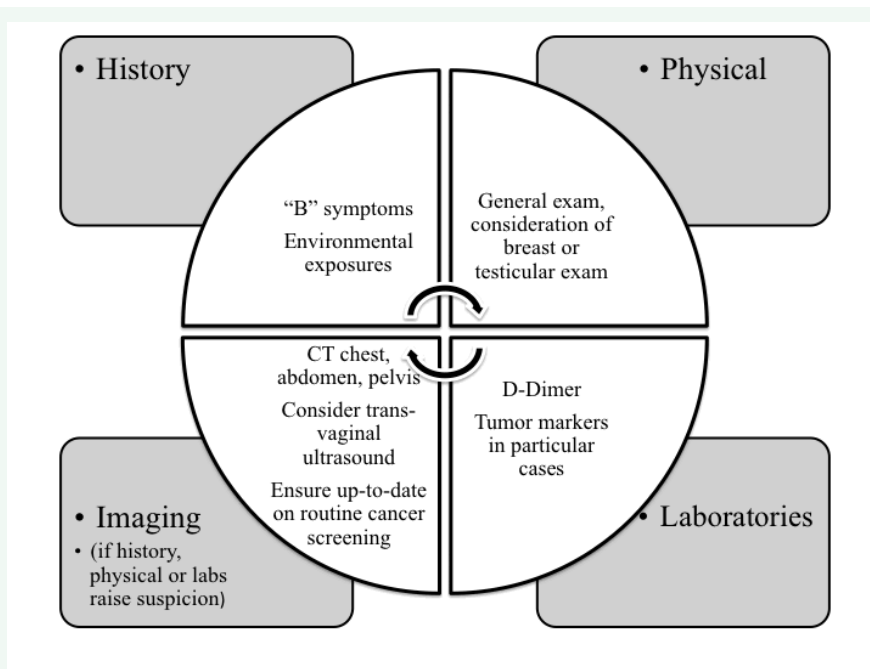 • History
“B” symptoms
Environmental
exposures
• Physical
General exam,
consideration of
breast or
testicular exam
CT chest,
abdomen, pelvis
Consider trans-
vaginal
ultrasound
Ensure up-to-date
on routine cancer
screening
• Imaging
• (if history,
physical or labs
raise suspicion)
D-Dimer
Tumor markers
in particular
cases
• Laboratories